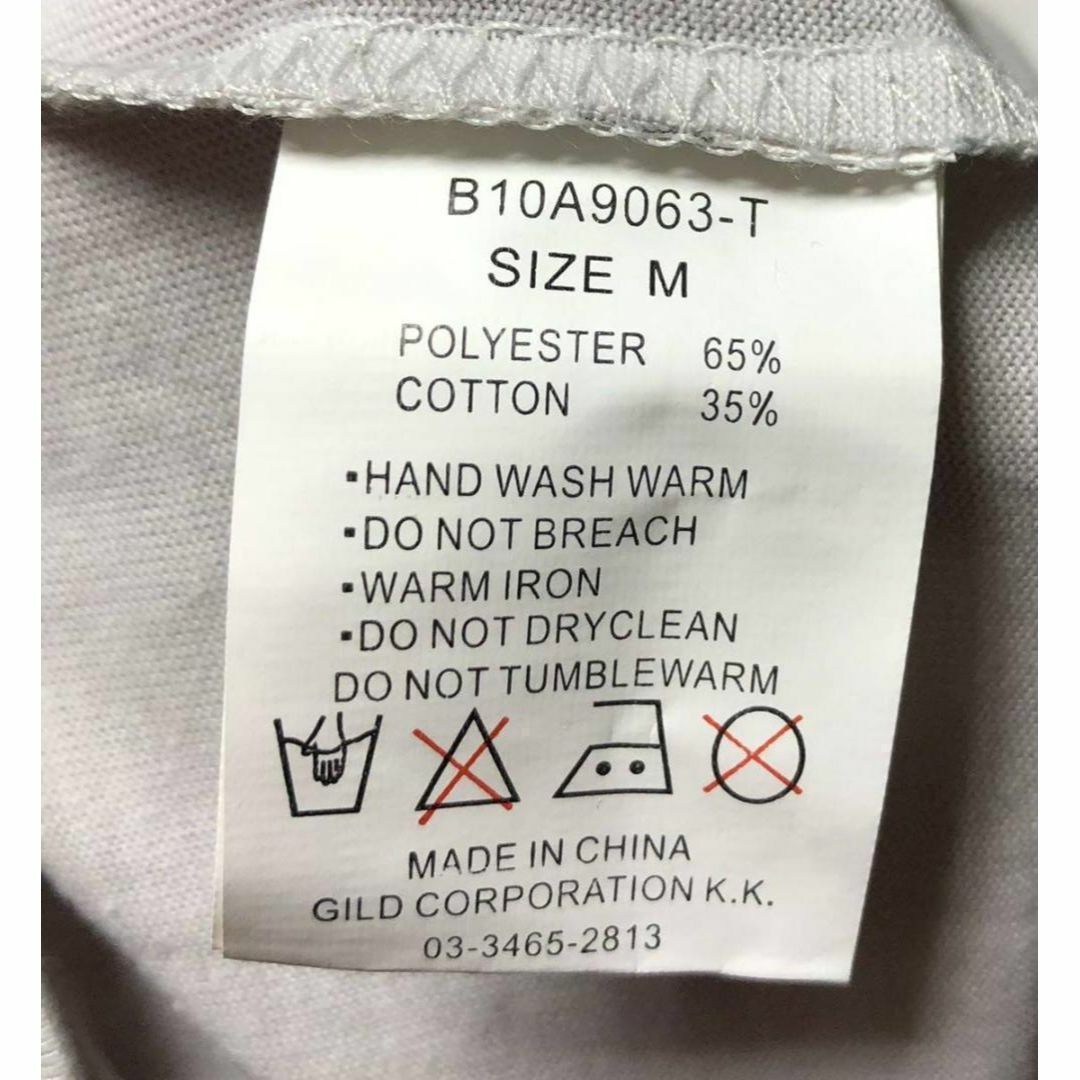 B10A9063-T
SIZE M
POLYESTER 65%
COTTON 35%
▪HAND WASH WARM
▪DO NOT BREACH
▪WARM IRON
▪DO NOT DRYCLEAN
DO NOT TUMBLEWARM
MADE IN CHINA
GILD CORPORATION K.K.
03-3465-2813